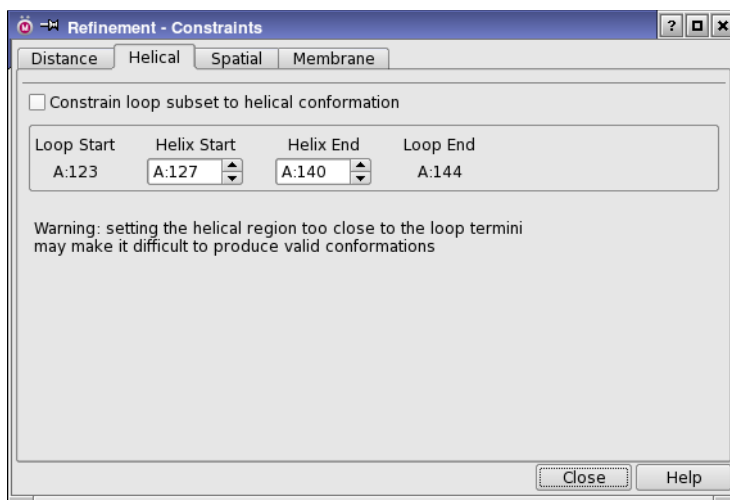 Refinement - Constraints
Distance Helical Spatial Membrane
Constrain loop subset to helical conformation
Loop Start Helix Start Helix End Loop End
A:123 A:127 A:140 A:144
Warning: setting the helical region too close to the loop termini
may make it difficult to produce valid conformations
Close Help